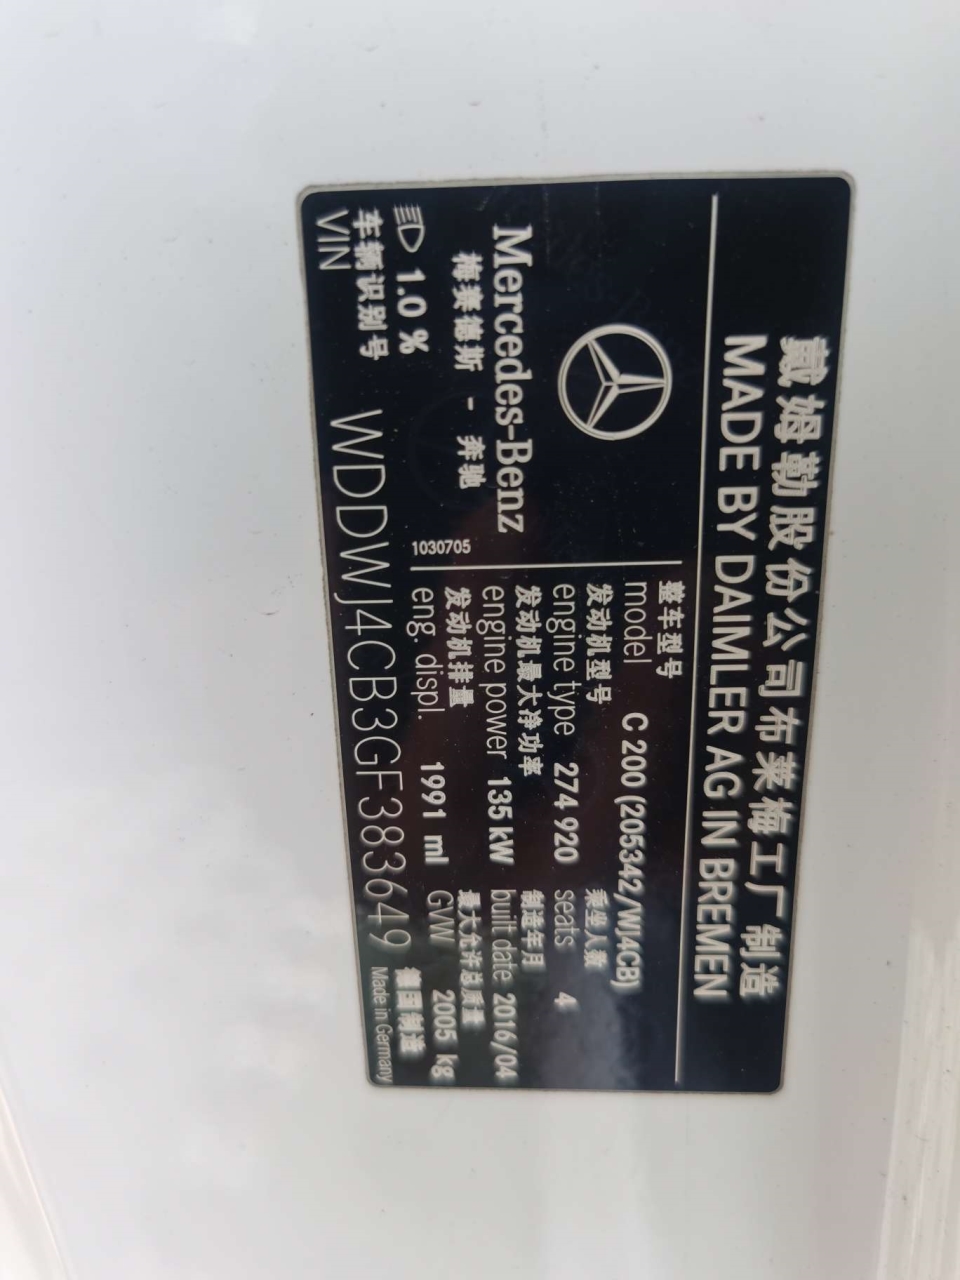 戴姆勒股份公司布莱梅工厂制造
MADE BY DAIMLER AG IN BREMEN
Mercedes-Benz
梅赛德斯 - 奔驰
1.0 %
1030705
整车型号
model C 200 (205342/WJ4CB)
发动机型号 乘坐人数
engine type 274 920 seats 4
发动机最大净功率 制造年月
engine power 135 kW built date 2016/04
发动机排量 最大允许总质量
eng. displ. 1991 ml GVW 2005 kg
车辆识别号 德国制造
VIN WDDWJ4CB3GF383649 Made in Germany